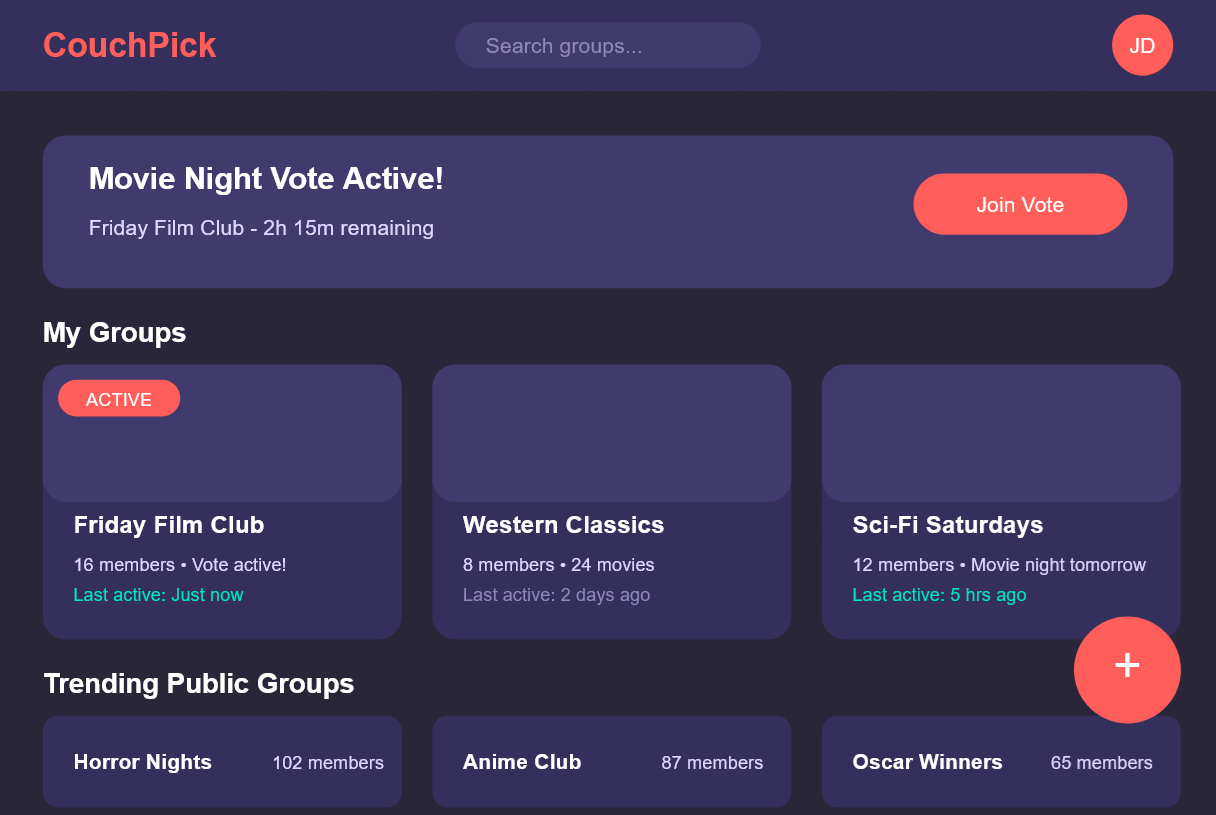 CouchPick
Search groups...
JD
Movie Night Vote Active!
Friday Film Club - 2h 15m remaining
Join Vote
My Groups
ACTIVE
Friday Film Club
16 members • Vote active!
Last active: Just now
Western Classics
8 members • 24 movies
Last active: 2 days ago
Sci-Fi Saturdays
12 members • Movie night tomorrow
Last active: 5 hrs ago
+
Trending Public Groups
Horror Nights
102 members
Anime Club
87 members
Oscar Winners
65 members